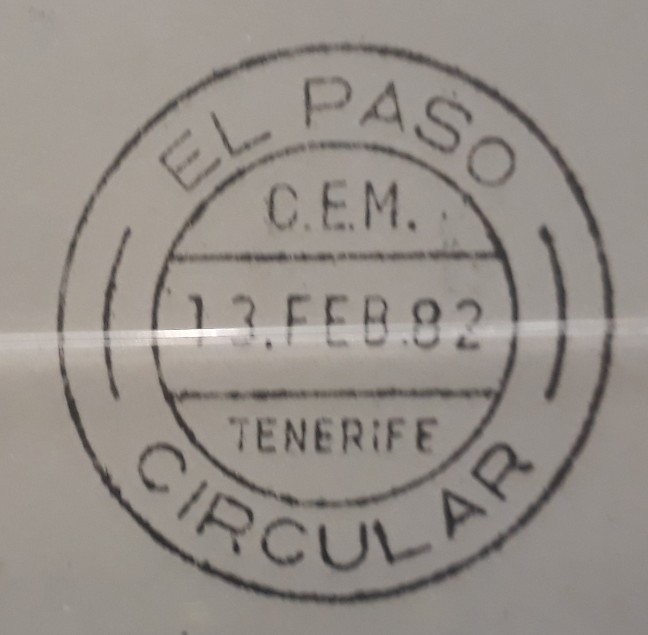 EL PASO
C.E.M.
13.FEB.82
TENERiFE
CIRCULAR